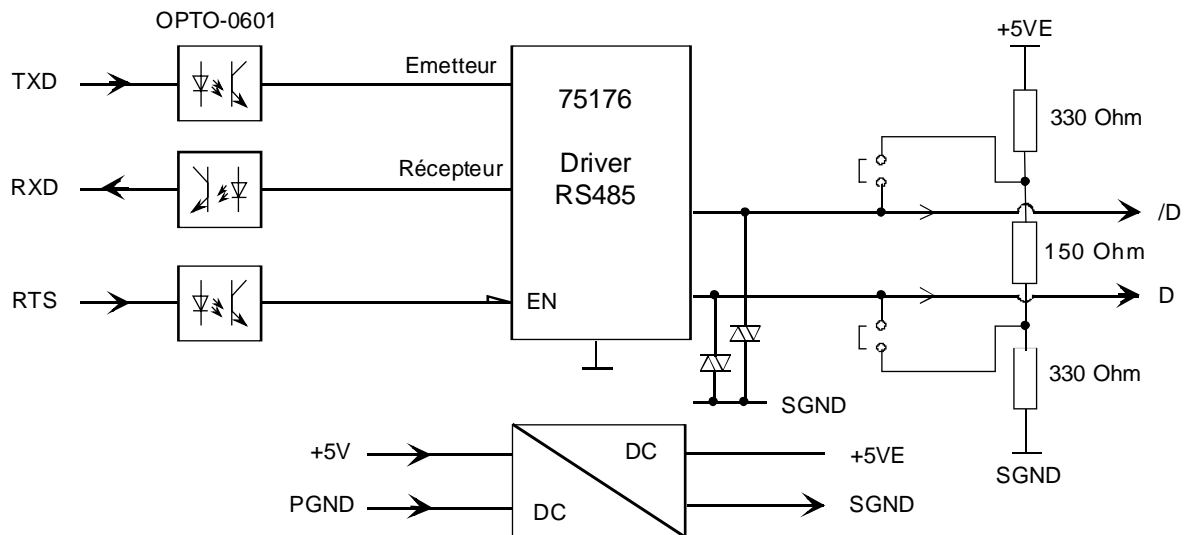 OPTO-0601
+5VE
TXD
Emetteur
75176
330 Ohm
Driver
RS485
RXD
Récepteur
/D
150 Ohm
RTS
EN
D
330 Ohm
SGND
+5V
DC
+5VE
SGND
PGND
DC
SGND